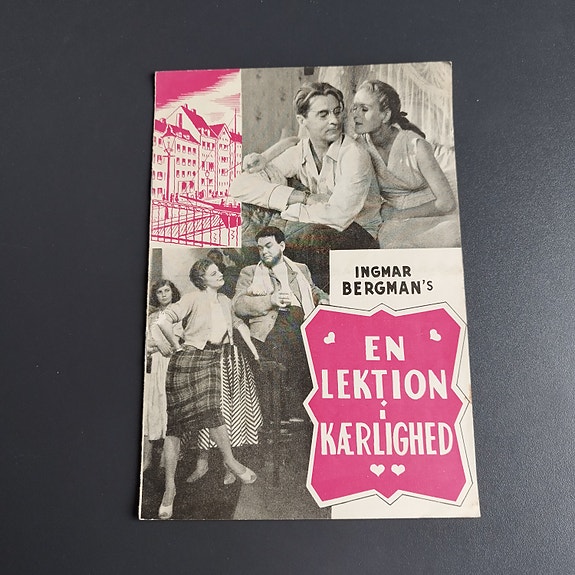 INGMAR
BERGMAN'S
EN
LEKTION
i
KÆRLIGHED